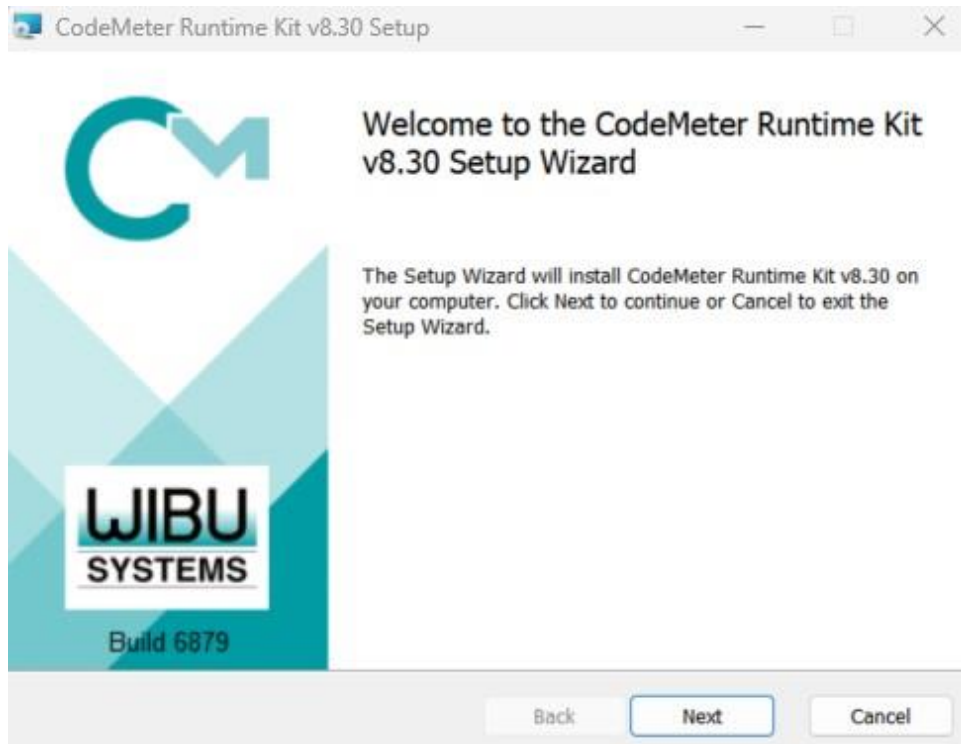 CodeMeter Runtime Kit v8.30 Setup
CM
Welcome to the CodeMeter Runtime Kit
v8.30 Setup Wizard
The Setup Wizard will install CodeMeter Runtime Kit v8.30 on
your computer. Click Next to continue or Cancel to exit the
Setup Wizard.
WIBU
SYSTEMS
Build 6879
Back
Next
Cancel